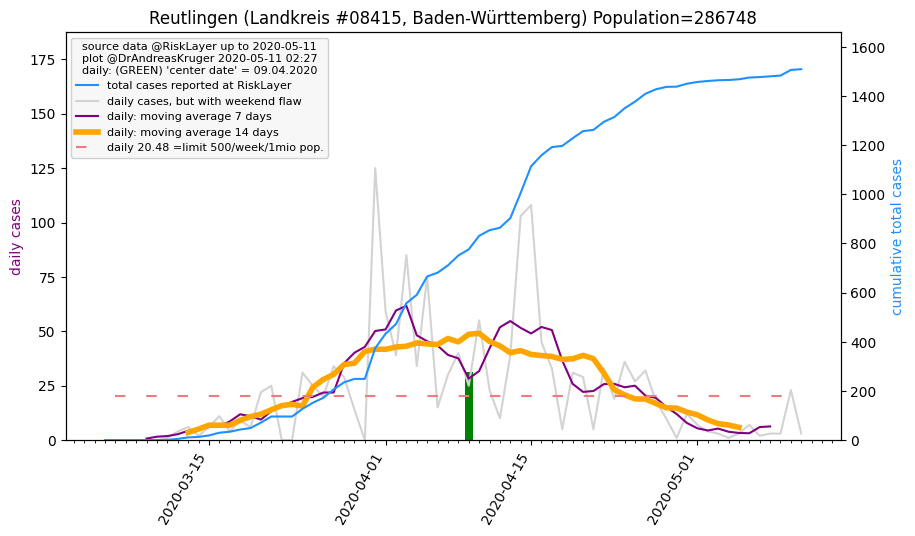 Reutlingen (Landkreis #08415, Baden-Württemberg) Population=286748
source data @RiskLayer up to 2020-05-11
plot @DrAndreasKruger 2020-05-11 02:27
daily: (GREEN) 'center date' = 09.04.2020
total cases reported at RiskLayer
daily cases, but with weekend flaw
daily: moving average 7 days
daily: moving average 14 days
daily 20.48 =limit 500/week/1mio pop.
daily cases
175
150
125
100
75
50
25
0
1600
1400
1200
1000
800
600
400
200
0
cumulative total cases
2020-03-15
2020-04-01
2020-04-15
2020-05-01